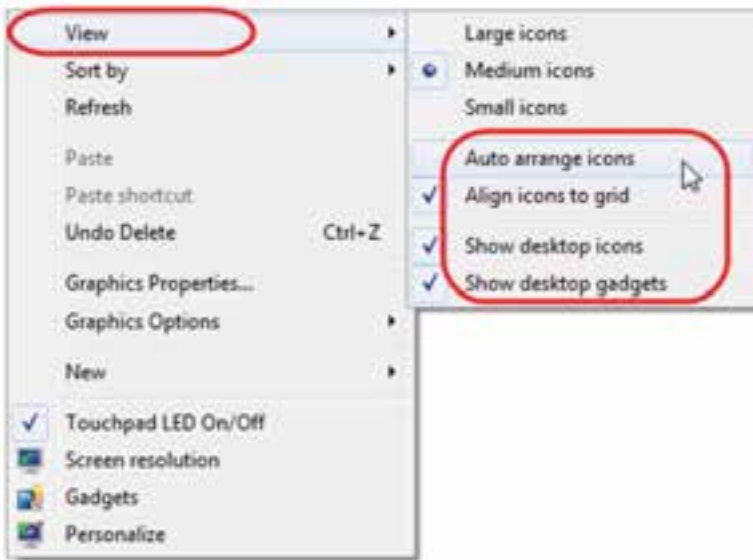 View
Sort by
Refresh
Paste
Paste shortcut
Undo Delete Ctrl+Z
Graphics Properties...
Graphics Options
New
Touchpad LED On/Off
Screen resolution
Gadgets
Personalize
Large icons
Medium icons
Small icons
Auto arrange icons
Align icons to grid
Show desktop icons
Show desktop gadgets